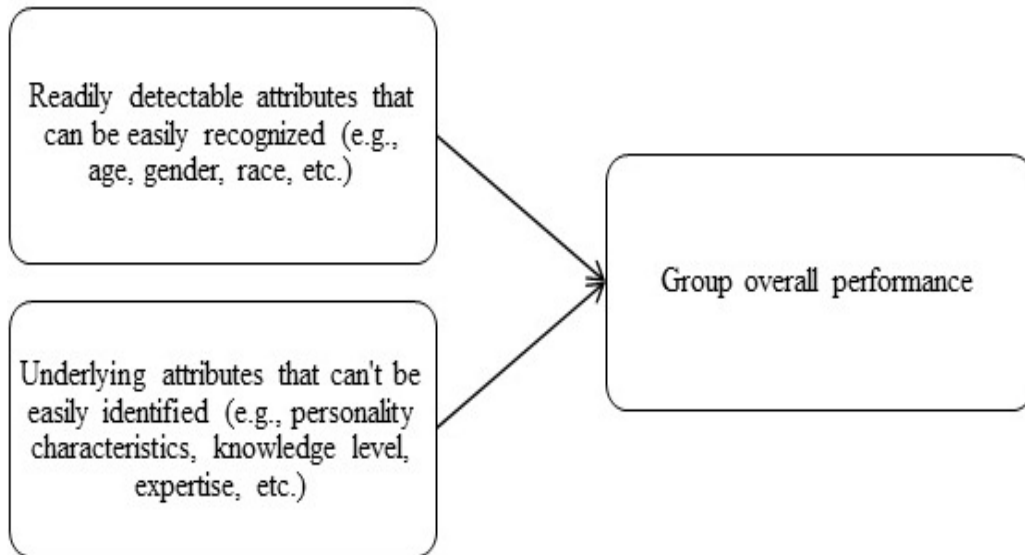 Readily detectable attributes that
can be easily recognized (e.g.,
age, gender, race, etc.)
Group overall performance
Underlying attributes that can't be
easily identified (e.g., personality
characteristics, knowledge level,
expertise, etc.)